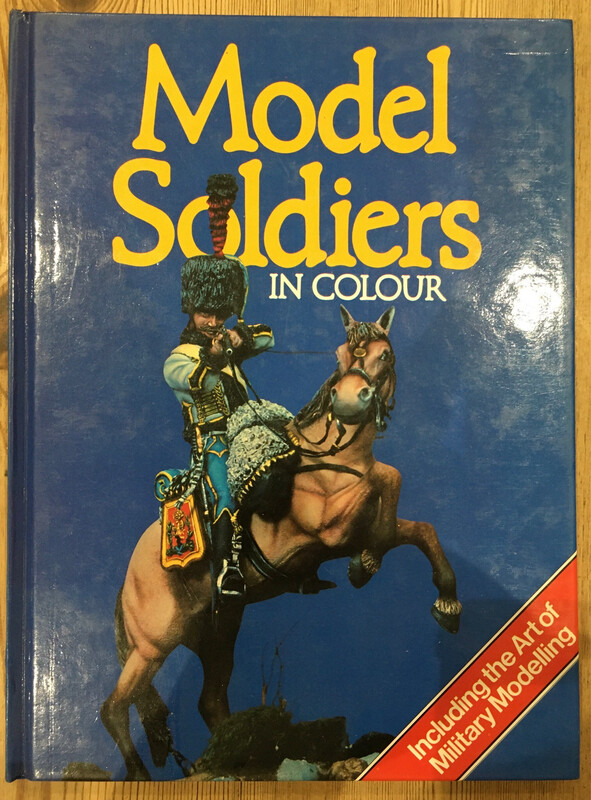 Model
Soldiers
IN COLOUR
Including the Art of
Military Modelling